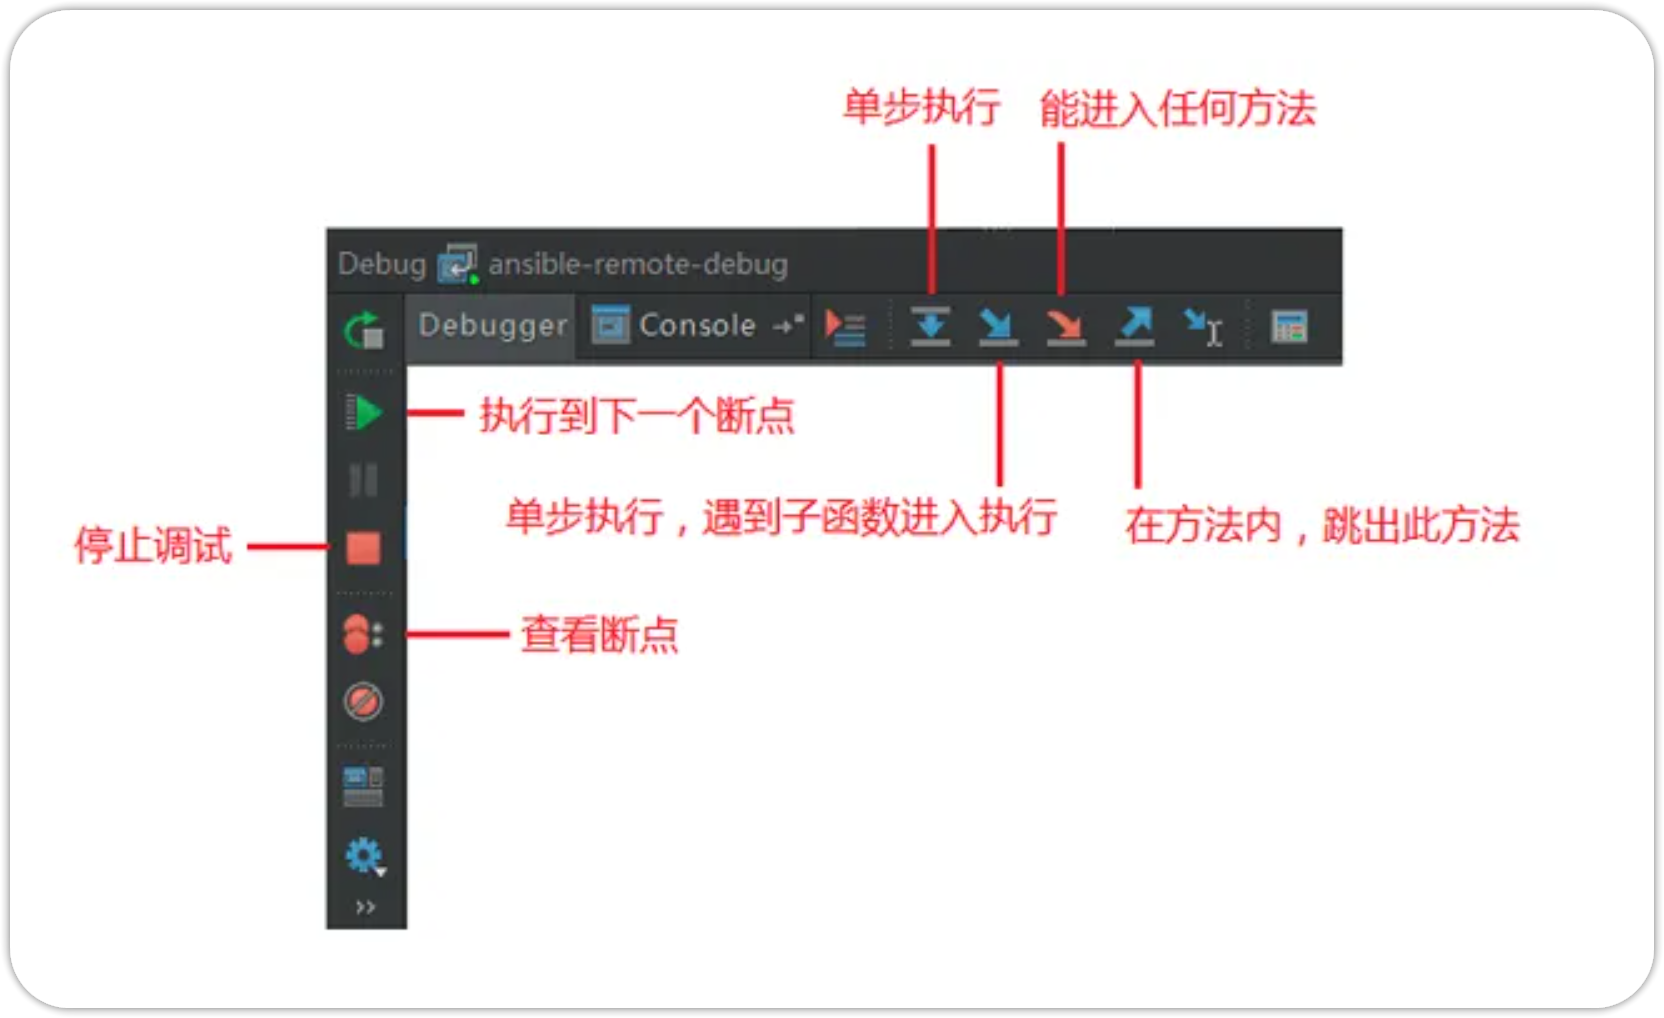 单步执行
能进入任何方法
Debug ansible-remote-debug
Debugger Console
执行到下一个断点
单步执行，遇到子函数进入执行
在方法内，跳出此方法
停止调试
查看断点